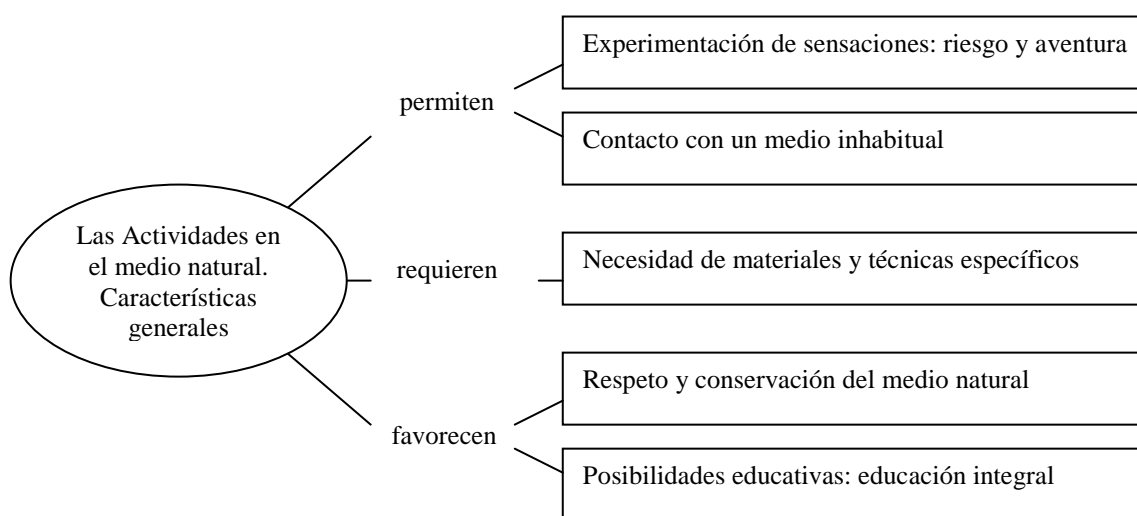 Las Actividades en
el medio natural.
Características
generales
permiten
Experimentación de sensaciones: riesgo y aventura
Contacto con un medio inhabitual
requieren
Necesidad de materiales y técnicas específicos
favorecen
Respeto y conservación del medio natural
Posibilidades educativas: educación integral